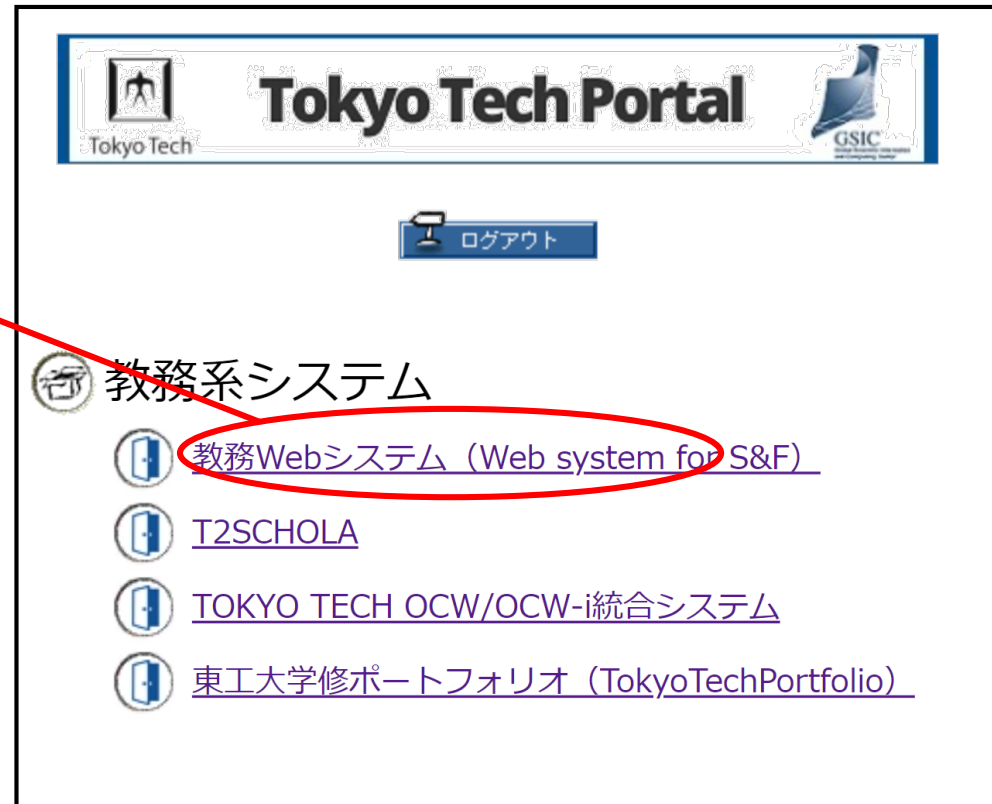 Tokyo Tech Portal
Tokyo Tech
GSIC
ログアウト
教務系システム
教務Webシステム（Web system for S&F）
T2SCHOLA
TOKYO TECH OCW/OCW-i統合システム
東工大学修ポートフォリオ（TokyoTechPortfolio）